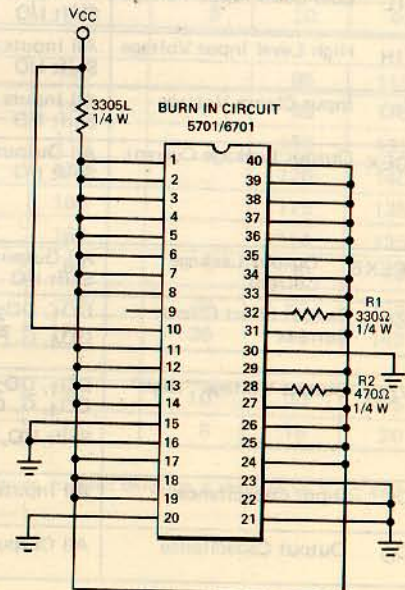 VCC
3305L
1/4 W
BURN IN CIRCUIT
5701/6701
1 40
2 39
3 38
4 37
5 36
6 35
7 34
8 33
9 32
10 31
11 30
12 29
13 28
14 27
15 26
16 25
17 24
18 23
19 22
20 21
R1
330Ω
1/4 W
R2
470Ω
1/4 W